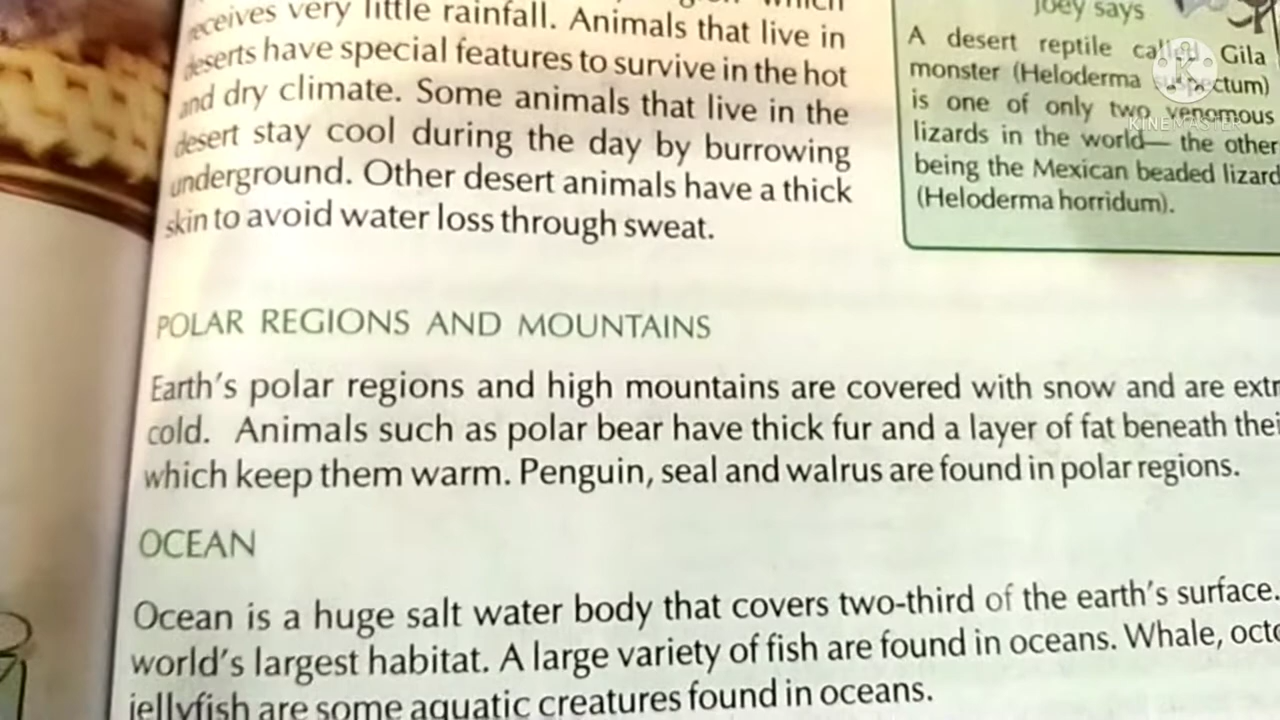 receives very little rainfall. Animals that live in
deserts have special features to survive in the hot
and dry climate. Some animals that live in the
desert stay cool during the day by burrowing
underground. Other desert animals have a thick
skin to avoid water loss through sweat.
Joey says
A desert reptile called Gila
monster (Heloderma suspectum)
is one of only two venomous
lizards in the world— the other
being the Mexican beaded lizard
(Heloderma horridum).
KINEMASTER
POLAR REGIONS AND MOUNTAINS
Earth's polar regions and high mountains are covered with snow and are extr
cold. Animals such as polar bear have thick fur and a layer of fat beneath thei
which keep them warm. Penguin, seal and walrus are found in polar regions.
OCEAN
Ocean is a huge salt water body that covers two-third of the earth's surface.
world's largest habitat. A large variety of fish are found in oceans. Whale, octo
jellyfish are some aquatic creatures found in oceans.